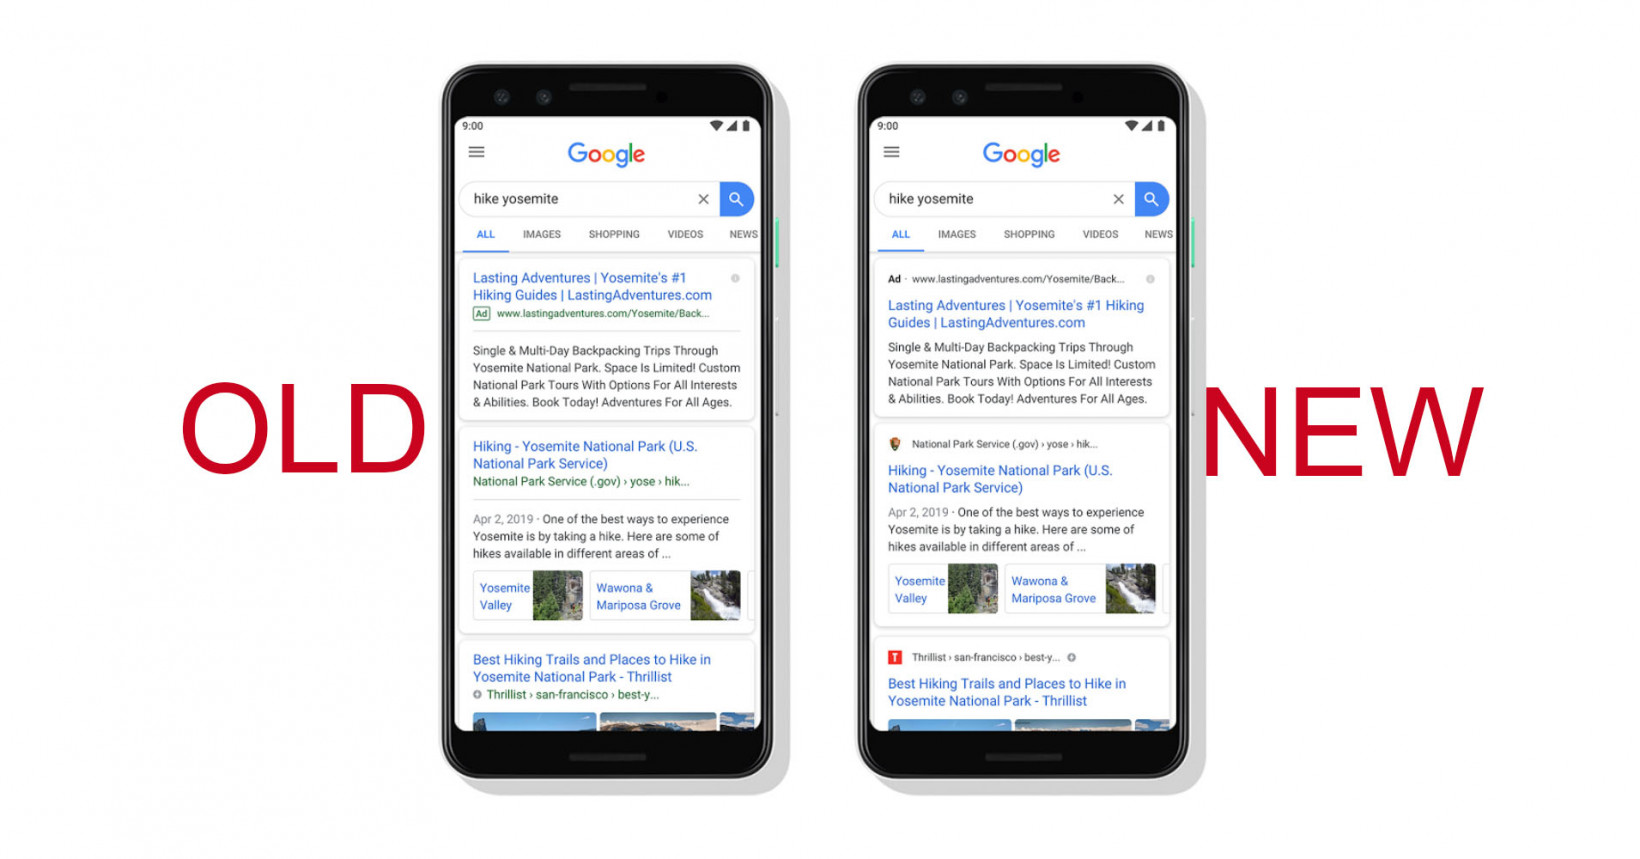 OLD
9:00
Google
hike yosemite
ALL IMAGES SHOPPING VIDEOS NEWS
Lasting Adventures | Yosemite's #1
Hiking Guides | LastingAdventures.com
Ad www.lastingadventures.com/Yosemite/Back...
Single & Multi-Day Backpacking Trips Through
Yosemite National Park. Space Is Limited! Custom
National Park Tours With Options For All Interests
& Abilities. Book Today! Adventures For All Ages.
Hiking - Yosemite National Park (U.S.
National Park Service)
National Park Service (.gov) › yose › hik...
Apr 2, 2019 · One of the best ways to experience
Yosemite is by taking a hike. Here are some of
hikes available in different areas of ...
Yosemite
Valley
Wawona &
Mariposa Grove
Best Hiking Trails and Places to Hike in
Yosemite National Park - Thrillist
Thrillist › san-francisco › best-y...
9:00
Google
hike yosemite
ALL IMAGES SHOPPING VIDEOS NEWS
Ad · www.lastingadventures.com/Yosemite/Back...
Lasting Adventures | Yosemite's #1 Hiking
Guides | LastingAdventures.com
Single & Multi-Day Backpacking Trips Through
Yosemite National Park. Space Is Limited! Custom
National Park Tours With Options For All Interests
& Abilities. Book Today! Adventures For All Ages.
National Park Service (.gov) › yose › hik...
Hiking - Yosemite National Park (U.S.
National Park Service)
Apr 2, 2019 · One of the best ways to experience
Yosemite is by taking a hike. Here are some of
hikes available in different areas of ...
Yosemite
Valley
Wawona &
Mariposa Grove
T Thrillist › san-francisco › best-y...
Best Hiking Trails and Places to Hike in
Yosemite National Park - Thrillist
NEW